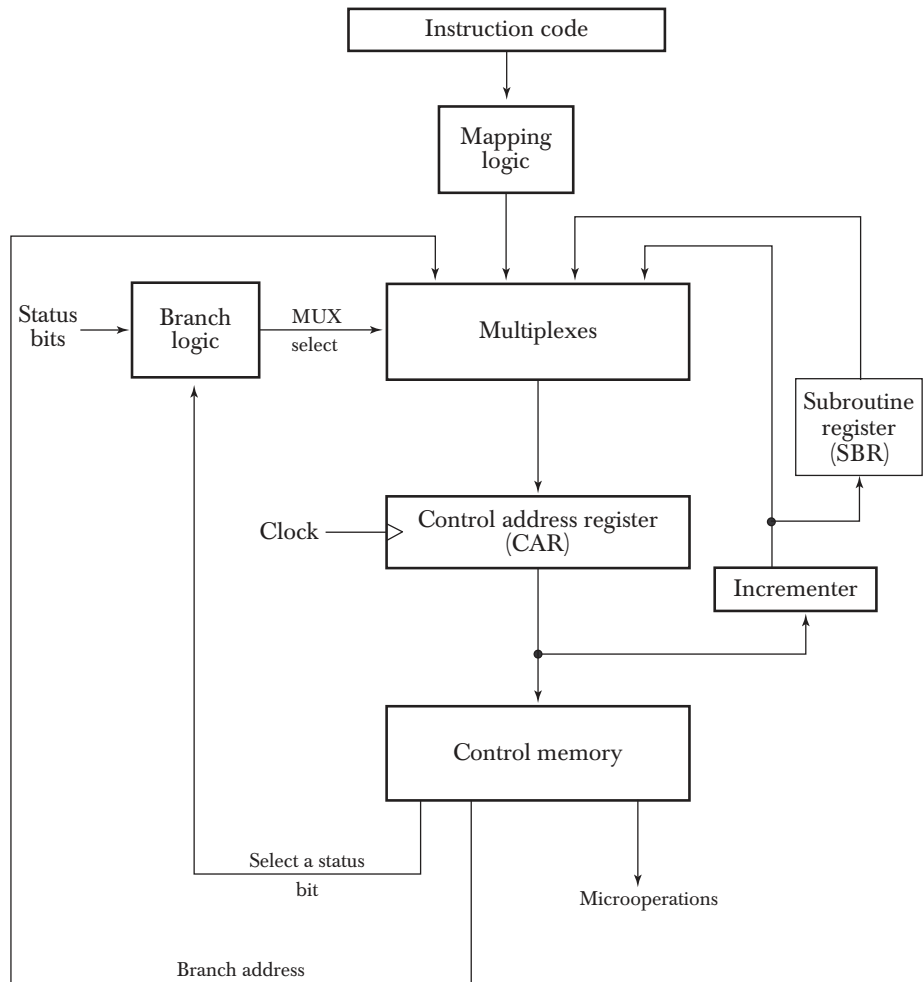 Instruction code
Mapping
logic
Status
bits
Branch
logic
MUX
select
Multiplexes
Subroutine
register
(SBR)
Clock
Control address register
(CAR)
Incrementer
Control memory
Select a status
bit
Microoperations
Branch address